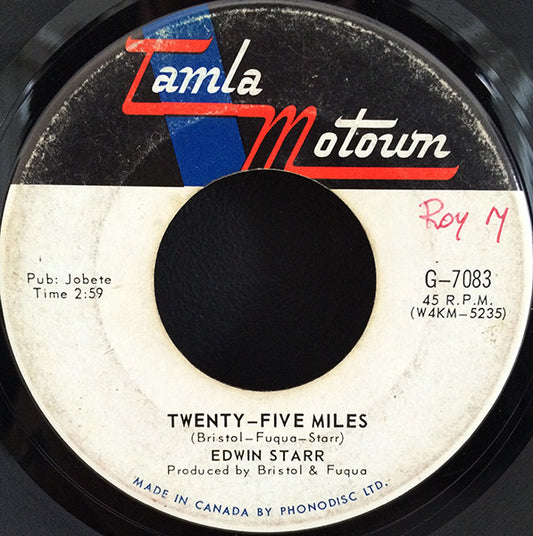 Tamla
Motown
Roy M
Pub: Jobete
Time 2:59
G-7083
45 R.P.M.
(W4KM-5235)
TWENTY-FIVE MILES
(Bristol-Fuqua-Starr)
EDWIN STARR
Produced by Bristol & Fuqua
MADE IN CANADA BY PHONODISC LTD.